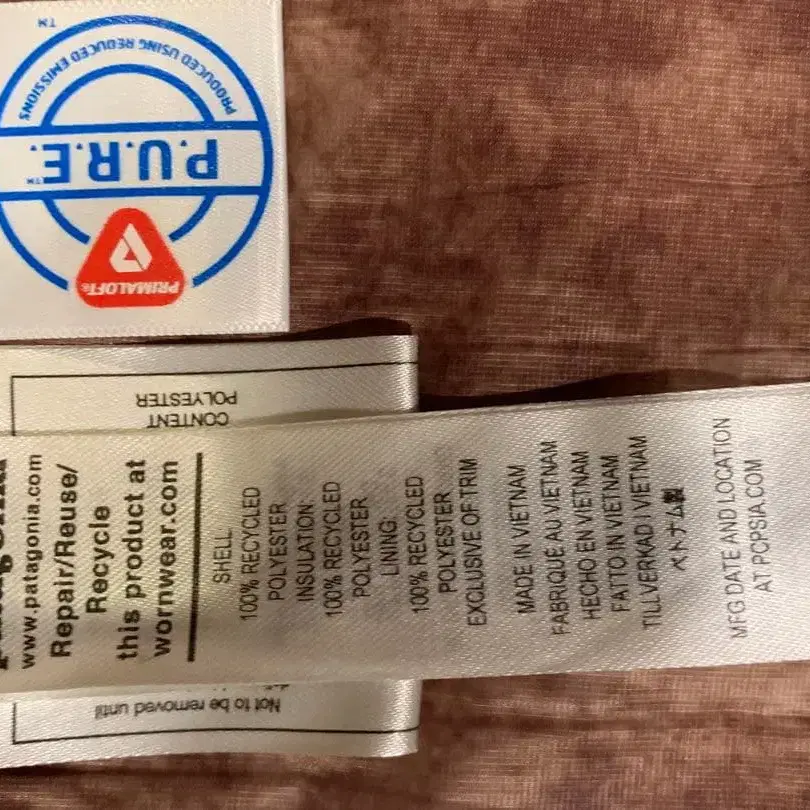 PRODUCED USING REDUCED EMISSIONS
TM
P.U.R.E.™
PRIMALOFT®
CONTENT
POLYESTER
www.patagonia.com
Repair/Reuse/
Recycle
this product at
wornwear.com
SHELL
100% RECYCLED
POLYESTER
INSULATION:
100% RECYCLED
POLYESTER
LINING:
100% RECYCLED
POLYESTER
EXCLUSIVE OF TRIM
MADE IN VIETNAM
FABRIQUÉ AU VIETNAM
HECHO EN VIETNAM
FATTO IN VIETNAM
TILLVERKAD I VIETNAM
ベトナム製
MFG DATE AND LOCATION
AT PCPSIA.COM
Not to be removed until